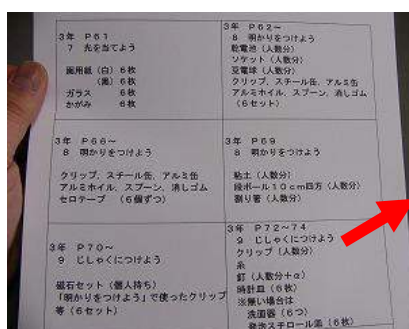 3年 P61
7 光を当てよう
画用紙（白）6枚
（黒）6枚
ガラス 6枚
かがみ 6枚
3年 P62～
8 明かりをつけよう
乾電池（人数分）
ソケット（人数分）
豆電球（人数分）
クリップ、スチール缶、アルミ缶
アルミホイル、スプーン、消しゴム
（6セット）
3年 P66～
8 明かりをつけよう
クリップ、スチール缶、アルミ缶
アルミホイル、スプーン、消しゴム
セロテープ （6個ずつ）
3年 P69
8 明かりをつけよう
粘土（人数分）
段ボール10cm四方（人数分）
割り箸（人数分）
3年 P70～
9 じしゃくにつけよう
磁石セット（個人持ち）
「明かりをつけよう」で使ったクリップ
等（6セット）
3年 P72～74
9 じしゃくにつけよう
クリップ（人数分）
糸
釘（人数分＋α）
時計皿（6枚）
※無い場合は
洗面器（6つ）
発泡スチロール皿（6枚）